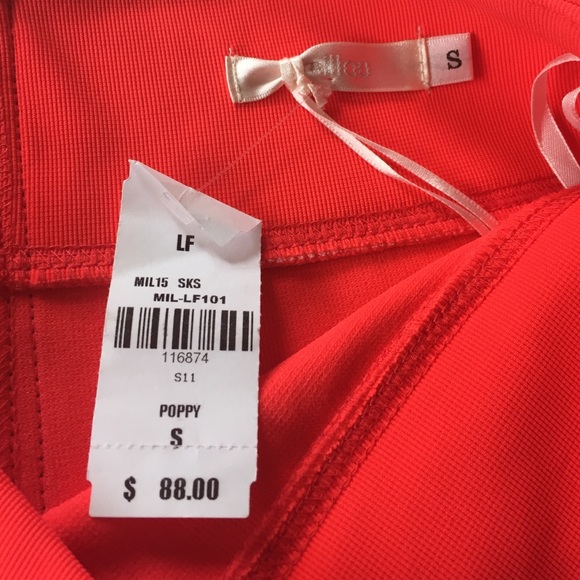 S
LF
MIL15 SKS
MIL-LF101
116874
S11
POPPY
S
$ 88.00